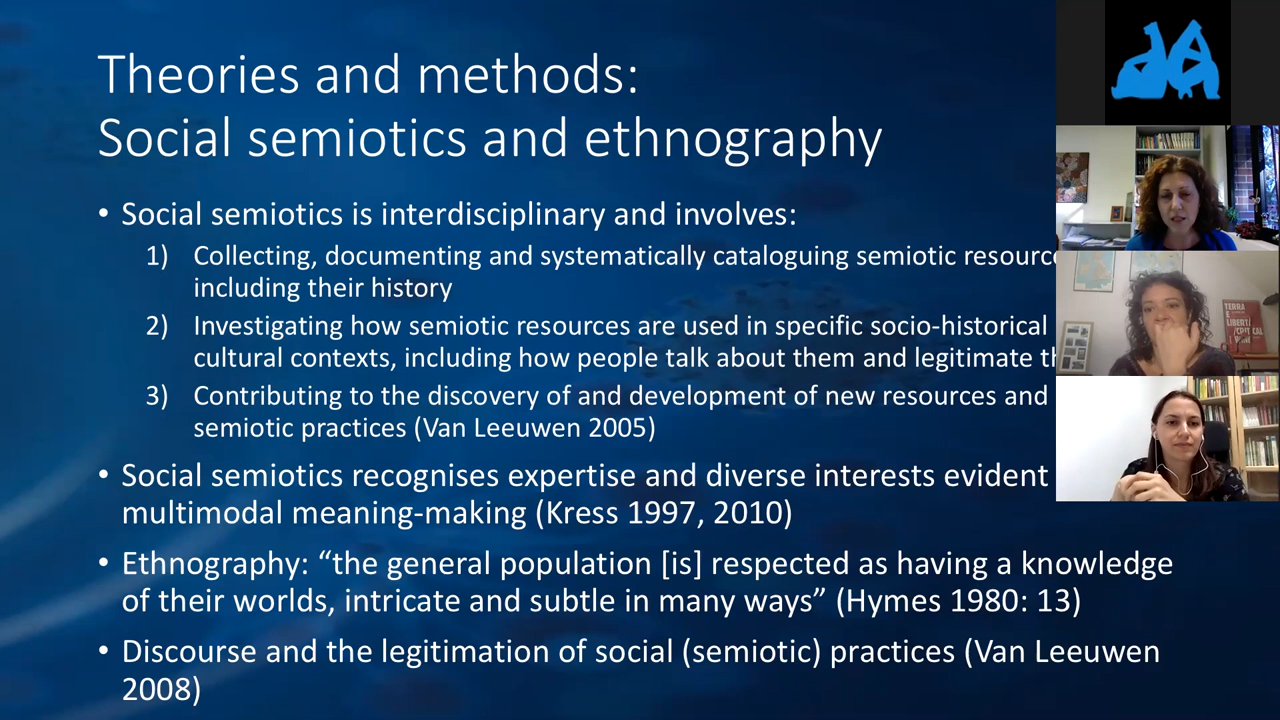 Theories and methods:
Social semiotics and ethnography
• Social semiotics is interdisciplinary and involves:
1) Collecting, documenting and systematically cataloguing semiotic
including their history
2) Investigating how semiotic resources are used in specific socio-historical
cultural contexts, including how people talk about them and legitimate
3) Contributing to the discovery of and development of new resources and
semiotic practices (Van Leeuwen 2005)
• Social semiotics recognises expertise and diverse interests evident
multimodal meaning-making (Kress 1997, 2010)
• Ethnography: “the general population [is] respected as having a knowledge
of their worlds, intricate and subtle in many ways” (Hymes 1980: 13)
• Discourse and the legitimation of social (semiotic) practices (Van Leeuwen
2008)
TERRA
E
LIBERT